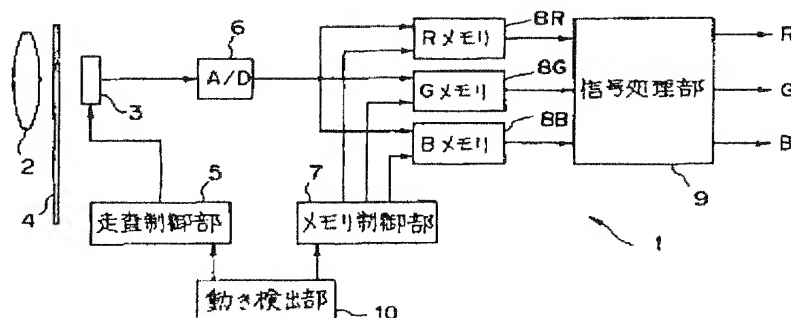 6
8R
Rメモリ
R
A/D
8G
Gメモリ
信号処理部
G
3
8B
Bメモリ
B
2
5
7
9
4
走査制御部
メモリ制御部
1
動き検出部
10